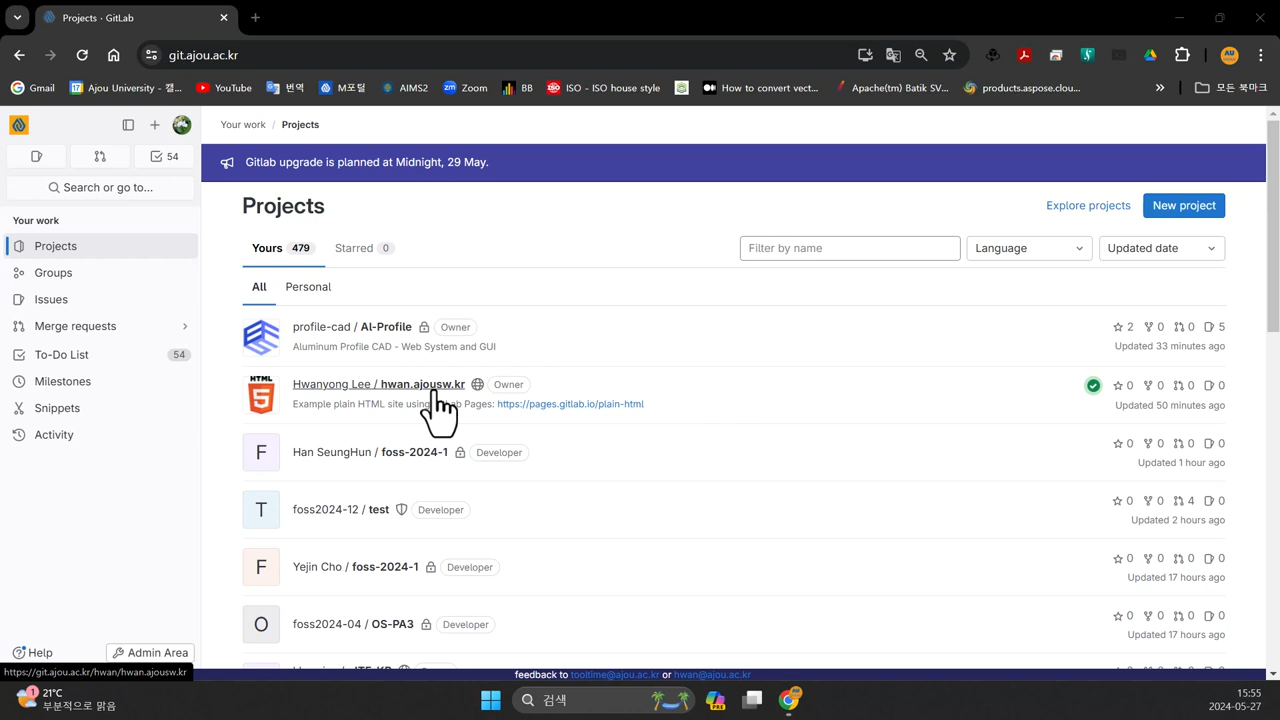 Projects · GitLab
git.ajou.ac.kr
Gmail
Ajou University - 캘...
YouTube
번역
M포털
AIMS2
Zoom
BB
ISO - ISO house style
How to convert vect...
Apache(tm) Batik SV...
products.aspose.clou...
모든 북마크
Your work / Projects
54
Search or go to...
Gitlab upgrade is planned at Midnight, 29 May.
Your work
Projects
Groups
Issues
Merge requests
To-Do List 54
Milestones
Snippets
Activity
Help
Admin Area
Projects
Explore projects
New project
Yours 479
Starred 0
Filter by name
Language
Updated date
All
Personal
profile-cad / Al-Profile Owner
2 0 0 5
Aluminum Profile CAD - Web System and GUI
Updated 33 minutes ago
Hwanyong Lee / hwan.ajousw.kr Owner
0 0 0 0
Example plain HTML site using Pages: https://pages.gitlab.io/plain-html
Updated 50 minutes ago
F
Han SeungHun / foss-2024-1 Developer
0 0 0 0
Updated 1 hour ago
T
foss2024-12 / test Developer
0 0 4 0
Updated 2 hours ago
F
Yejin Cho / foss-2024-1 Developer
0 0 0 0
Updated 17 hours ago
O
foss2024-04 / OS-PA3 Developer
0 0 0 0
Updated 17 hours ago
https://git.ajou.ac.kr/hwan/hwan.ajousw.kr
feedback to tooltime@ajou.ac.kr or hwan@ajou.ac.kr
1
21°C
부분적으로 맑음
검색
15:55
2024-05-27